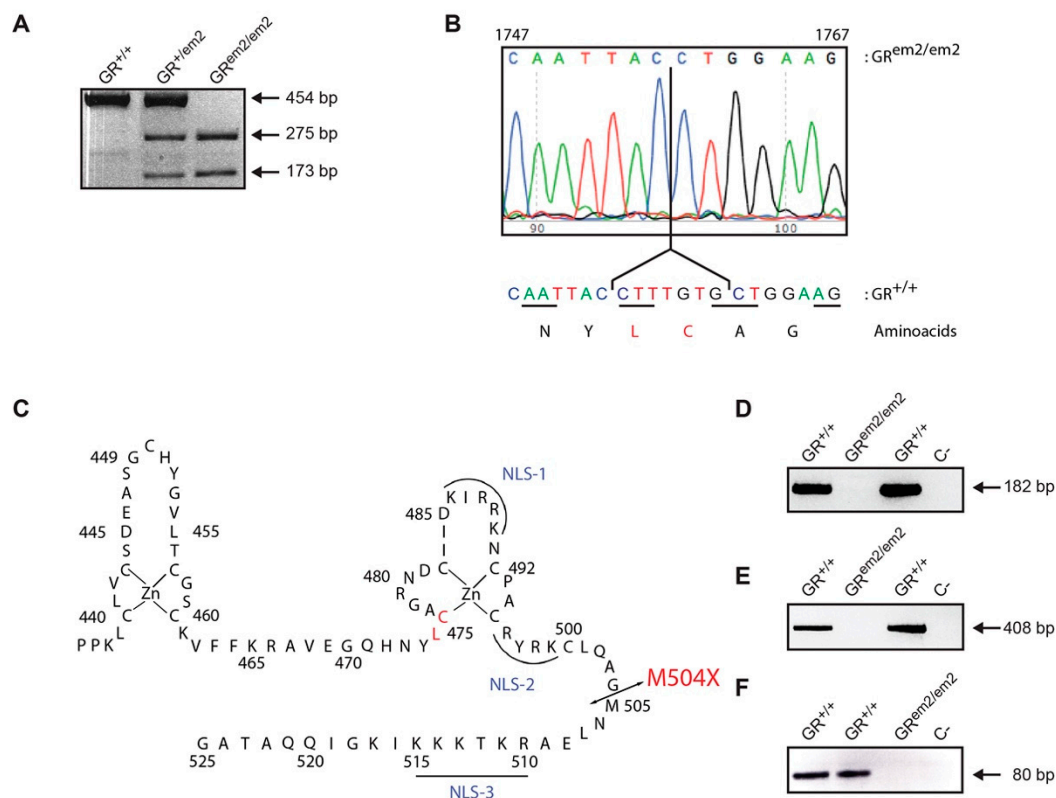 A
GR+/+
GR+/em2
GRem2/em2
454 bp
275 bp
173 bp
B
1747 1767
C A A T T A C C T G G A A G :GRem2/em2
90 100
C A A T T A C C T T T G T G C T G G A A G :GR+/+
N Y L C A G Aminoacids
C
449 G C H
S Y
A G
E V 455
445 D L
S T
C C
V Zn G
L S
440 C C 460
P P K L K V F F K R A V E G Q H N Y L
465 470
C 475
A
G
R
480 N
D
C
Zn
I
I
485 D
K I R R K NLS-1
N
C 492
P
A
C
R Y R K C L Q
500
NLS-2
A
G
M504X
M 505
N
L
G A T A Q Q I G K I K K K T K R A E
525 520 515 510
NLS-3
D
GR+/+
GRem2/em2
GR+/+
C-
182 bp
E
GR+/+
GRem2/em2
GR+/+
C-
408 bp
F
GR+/+
GR+/+
GRem2/em2
C-
80 bp